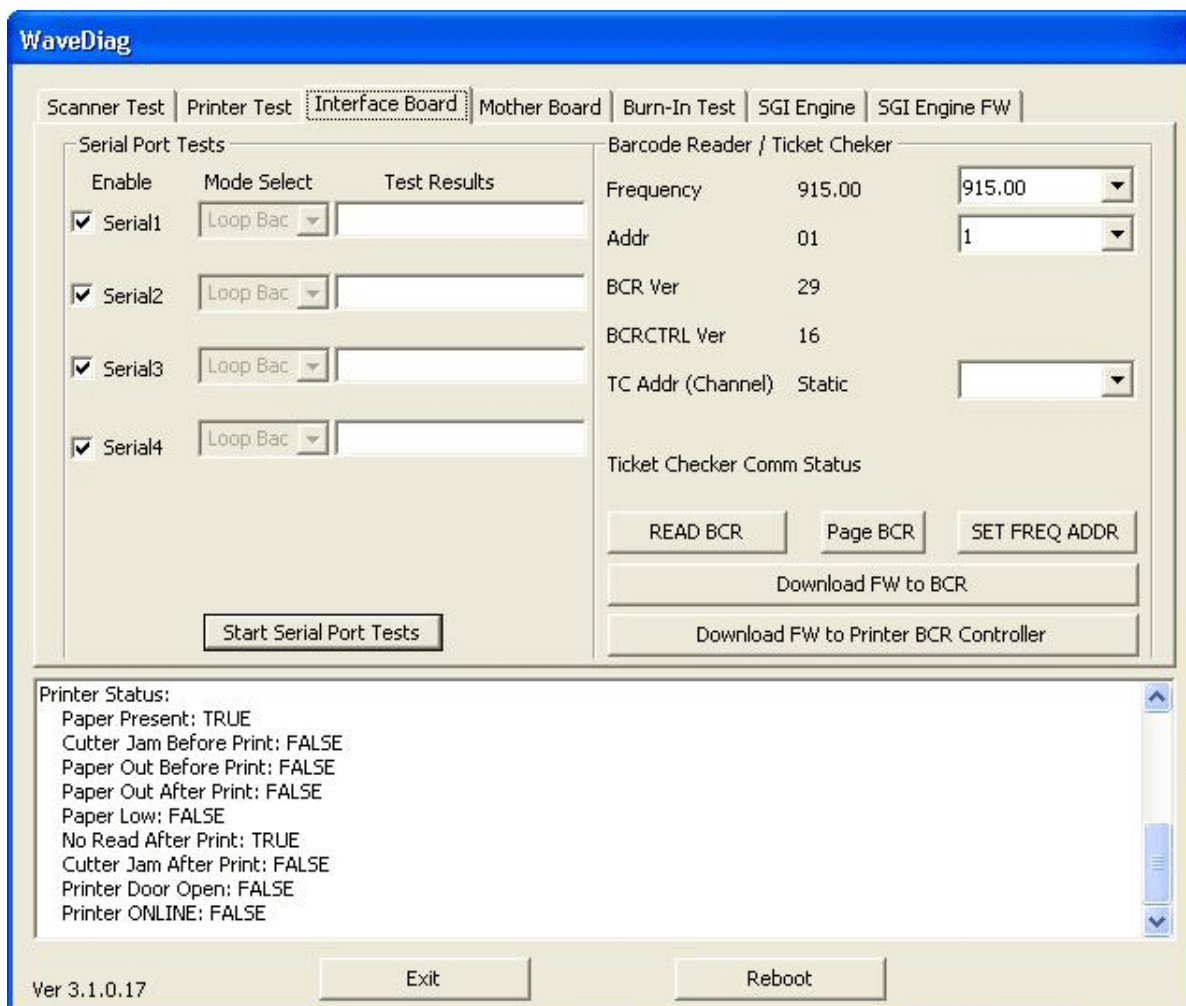 WaveDiag
Scanner Test Printer Test Interface Board Mother Board Burn-In Test SGI Engine SGI Engine FW
Serial Port Tests
Enable Mode Select Test Results
Serial1 Loop Bac
Serial2 Loop Bac
Serial3 Loop Bac
Serial4 Loop Bac
Start Serial Port Tests
Barcode Reader / Ticket Cheker
Frequency 915.00 915.00
Addr 01 1
BCR Ver 29
BCRCTRL Ver 16
TC Addr (Channel) Static
Ticket Checker Comm Status
READ BCR Page BCR SET FREQ ADDR
Download FW to BCR
Download FW to Printer BCR Controller
Printer Status:
Paper Present: TRUE
Cutter Jam Before Print: FALSE
Paper Out Before Print: FALSE
Paper Out After Print: FALSE
Paper Low: FALSE
No Read After Print: TRUE
Cutter Jam After Print: FALSE
Printer Door Open: FALSE
Printer ONLINE: FALSE
Ver 3.1.0.17 Exit Reboot